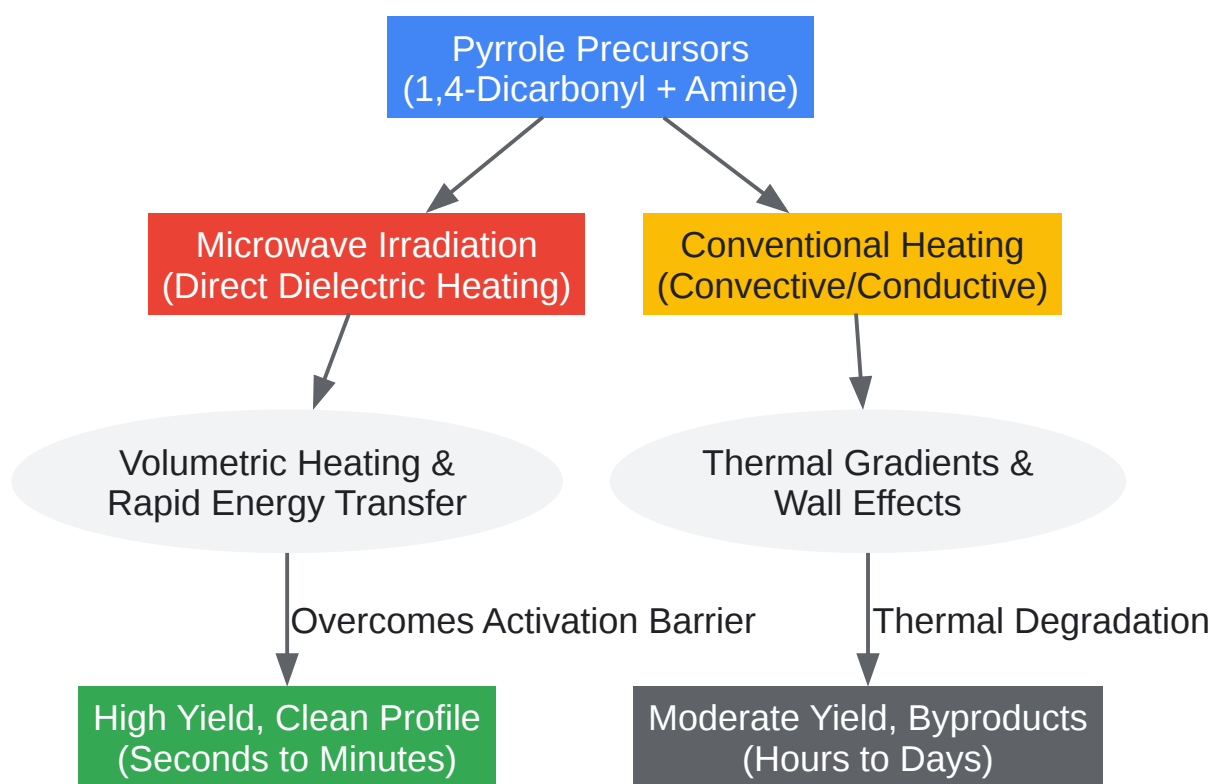 Pyrrole Precursors
(1,4-Dicarbonyl + Amine)
Microwave Irradiation
(Direct Dielectric Heating)
Conventional Heating
(Convective/Conductive)
Volumetric Heating &
Rapid Energy Transfer
Thermal Gradients &
Wall Effects
Overcomes Activation Barrier
Thermal Degradation
High Yield, Clean Profile
(Seconds to Minutes)
Moderate Yield, Byproducts
(Hours to Days)